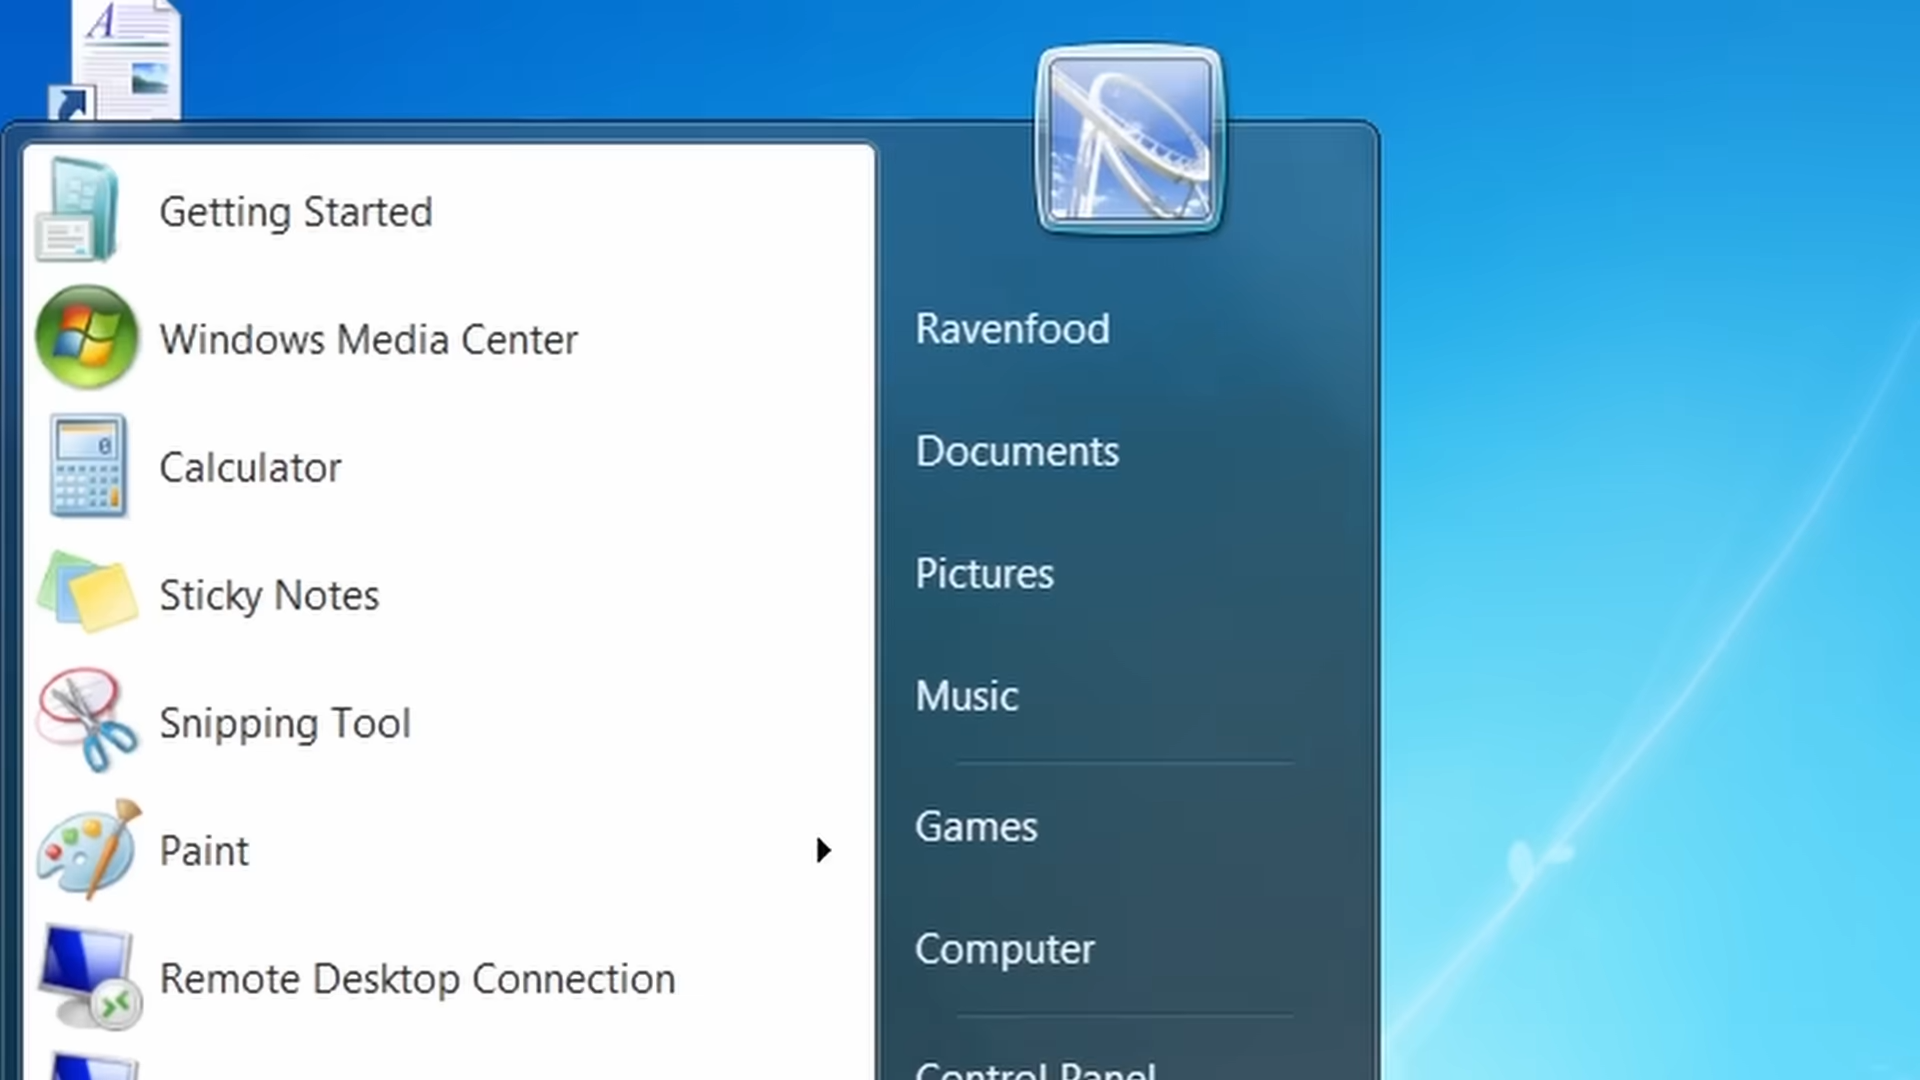 Getting Started
Windows Media Center
Calculator
Sticky Notes
Snipping Tool
Paint
Remote Desktop Connection
Ravenfood
Documents
Pictures
Music
Games
Computer
Control Panel